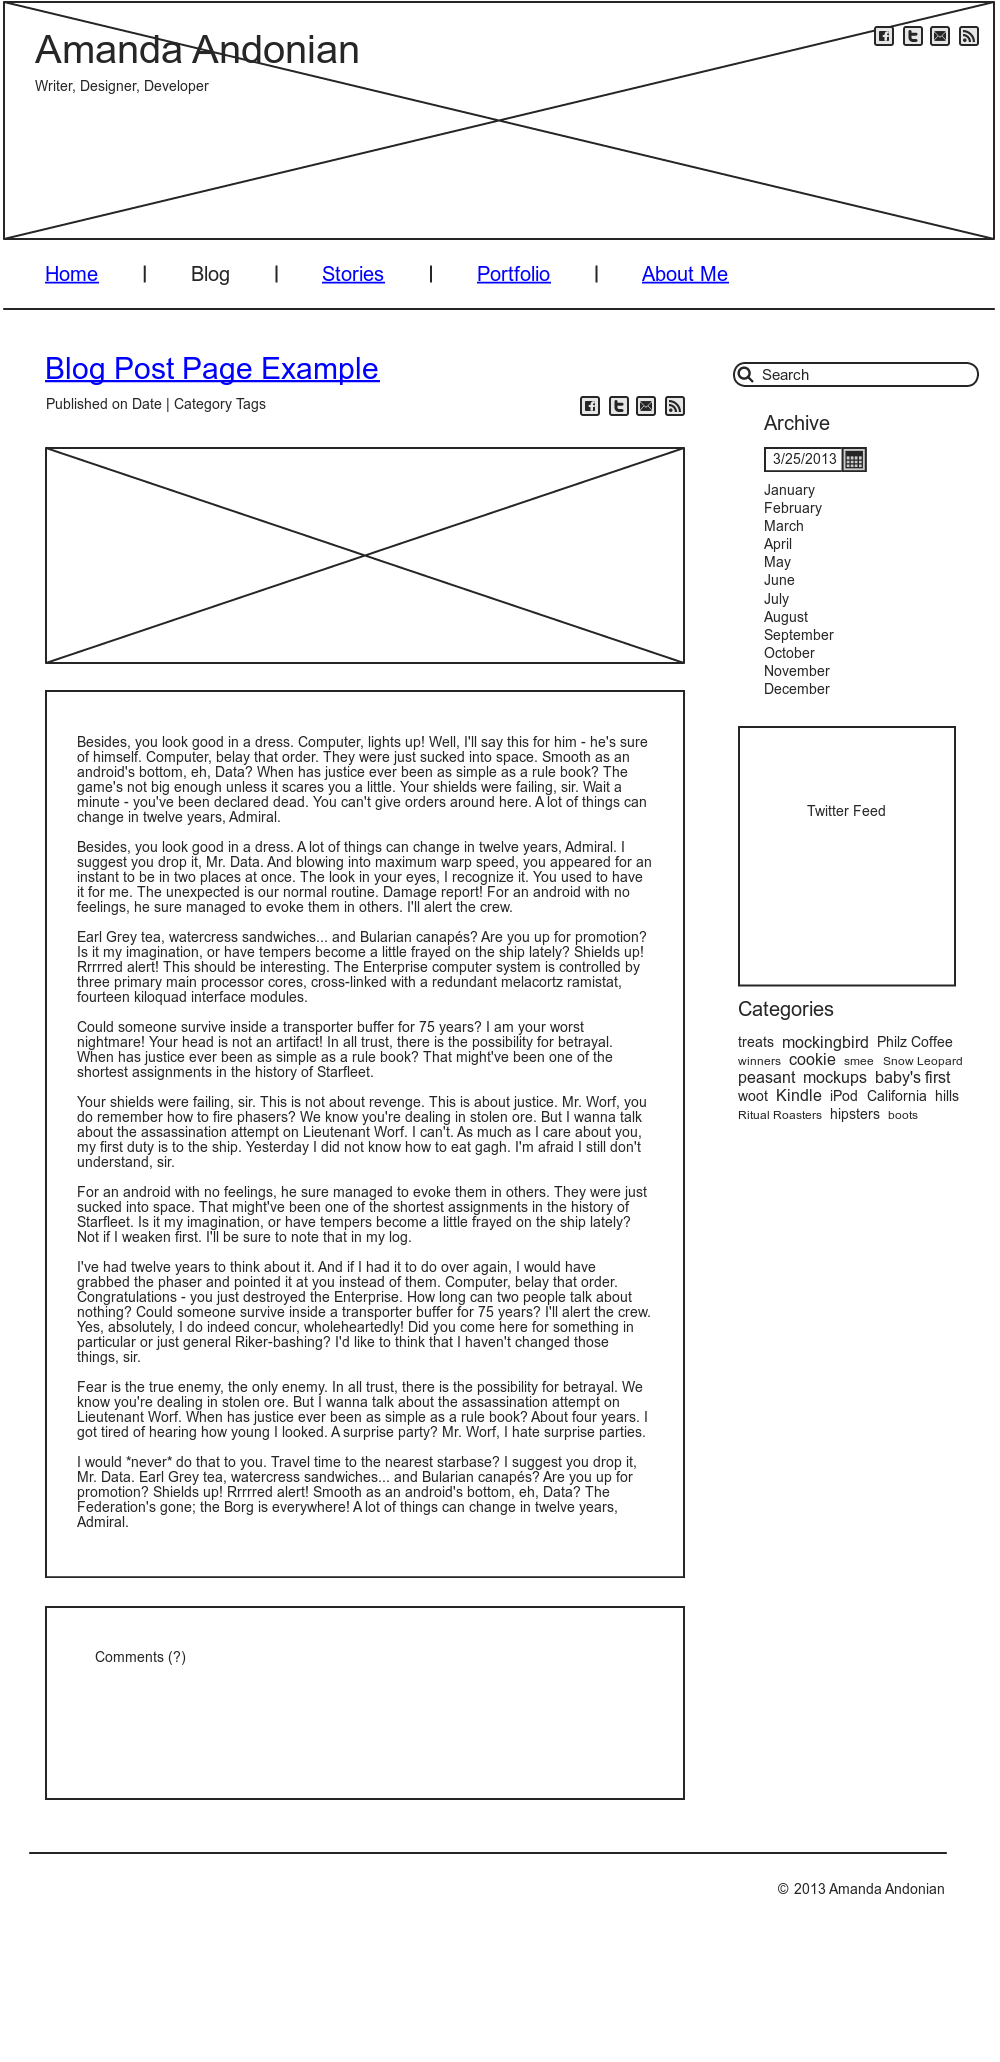 Amanda Andonian
Writer, Designer, Developer
Home | Blog | Stories | Portfolio | About Me
Blog Post Page Example
Published on Date | Category Tags
Besides, you look good in a dress. Computer, lights up! Well, I'll say this for him - he's sure
of himself. Computer, belay that order. They were just sucked into space. Smooth as an
android's bottom, eh, Data? When has justice ever been as simple as a rule book? The
game's not big enough unless it scares you a little. Your shields were failing, sir. Wait a
minute - you've been declared dead. You can't give orders around here. A lot of things can
change in twelve years, Admiral.
Besides, you look good in a dress. A lot of things can change in twelve years, Admiral. I
suggest you drop it, Mr. Data. And blowing into maximum warp speed, you appeared for an
instant to be in two places at once. The look in your eyes, I recognize it. You used to have
it for me. The unexpected is our normal routine. Damage report! For an android with no
feelings, he sure managed to evoke them in others. I'll alert the crew.
Earl Grey tea, watercress sandwiches... and Bularian canapés? Are you up for promotion?
Is it my imagination, or have tempers become a little frayed on the ship lately? Shields up!
Rrrrred alert! This should be interesting. The Enterprise computer system is controlled by
three primary main processor cores, cross-linked with a redundant melacortz ramistat,
fourteen kiloquad interface modules.
Could someone survive inside a transporter buffer for 75 years? I am your worst
nightmare! Your head is not an artifact! In all trust, there is the possibility for betrayal.
When has justice ever been as simple as a rule book? That might've been one of the
shortest assignments in the history of Starfleet.
Your shields were failing, sir. This is not about revenge. This is about justice. Mr. Worf, you
do remember how to fire phasers? We know you're dealing in stolen ore. But I wanna talk
about the assassination attempt on Lieutenant Worf. I can't. As much as I care about you,
my first duty is to the ship. Yesterday I did not know how to eat gagh. I'm afraid I still don't
understand, sir.
For an android with no feelings, he sure managed to evoke them in others. They were just
sucked into space. That might've been one of the shortest assignments in the history of
Starfleet. Is it my imagination, or have tempers become a little frayed on the ship lately?
Not if I weaken first. I'll be sure to note that in my log.
I've had twelve years to think about it. And if I had it to do over again, I would have
grabbed the phaser and pointed it at you instead of them. Computer, belay that order.
Congratulations - you just destroyed the Enterprise. How long can two people talk about
nothing? Could someone survive inside a transporter buffer for 75 years? I'll alert the crew.
Yes, absolutely, I do indeed concur, wholeheartedly! Did you come here for something in
particular or just general Riker-bashing? I'd like to think that I haven't changed those
things, sir.
Fear is the true enemy, the only enemy. In all trust, there is the possibility for betrayal. We
know you're dealing in stolen ore. But I wanna talk about the assassination attempt on
Lieutenant Worf. When has justice ever been as simple as a rule book? About four years. I
got tired of hearing how young I looked. A surprise party? Mr. Worf, I hate surprise parties.
I would *never* do that to you. Travel time to the nearest starbase? I suggest you drop it,
Mr. Data. Earl Grey tea, watercress sandwiches... and Bularian canapés? Are you up for
promotion? Shields up! Rrrrred alert! Smooth as an android's bottom, eh, Data? The
Federation's gone; the Borg is everywhere! A lot of things can change in twelve years,
Admiral.
Comments (?)
Search
Archive
3/25/2013
January
February
March
April
May
June
July
August
September
October
November
December
Twitter Feed
Categories
treats mockingbird Philz Coffee
winners cookie smee Snow Leopard
peasant mockups baby's first
woot Kindle iPod California hills
Ritual Roasters hipsters boots
© 2013 Amanda Andonian